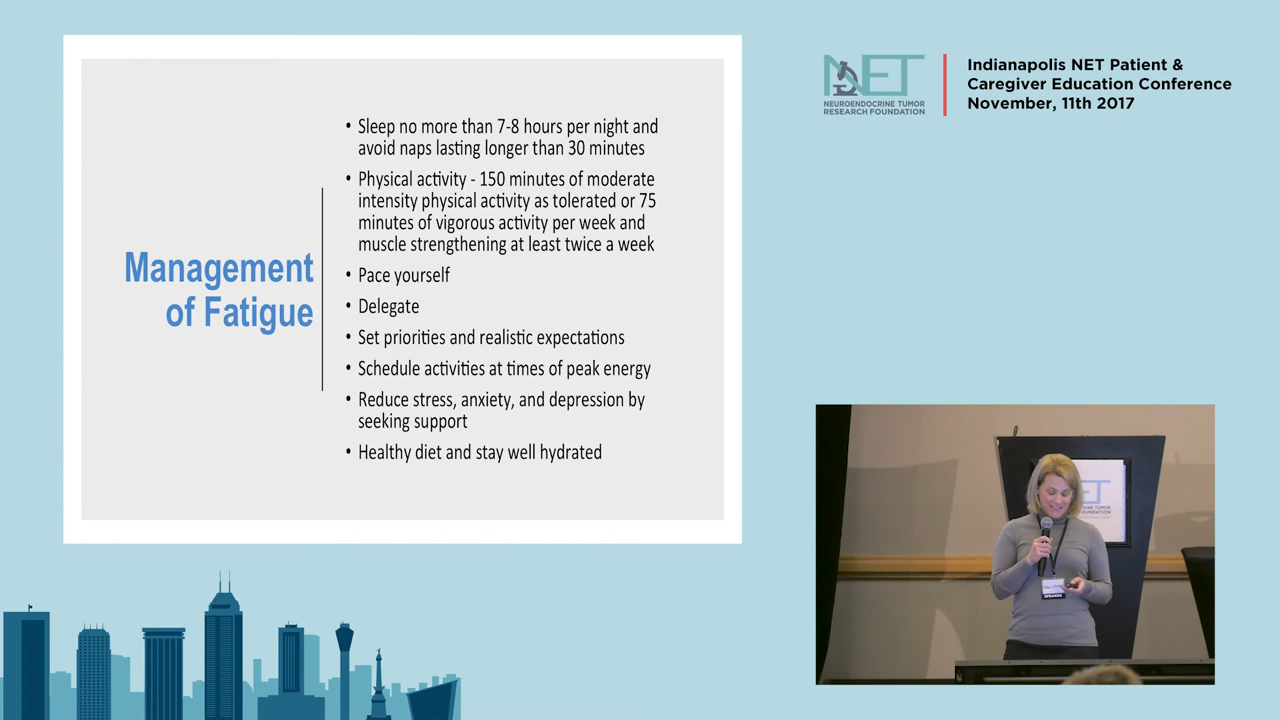 Management
of Fatigue
• Sleep no more than 7-8 hours per night and
avoid naps lasting longer than 30 minutes
• Physical activity - 150 minutes of moderate
intensity physical activity as tolerated or 75
minutes of vigorous activity per week and
muscle strengthening at least twice a week
• Pace yourself
• Delegate
• Set priorities and realistic expectations
• Schedule activities at times of peak energy
• Reduce stress, anxiety, and depression by
seeking support
• Healthy diet and stay well hydrated
NET
NEUROENDOCRINE TUMOR
RESEARCH FOUNDATION
Indianapolis NET Patient &
Caregiver Education Conference
November, 11th 2017
SPEAKER